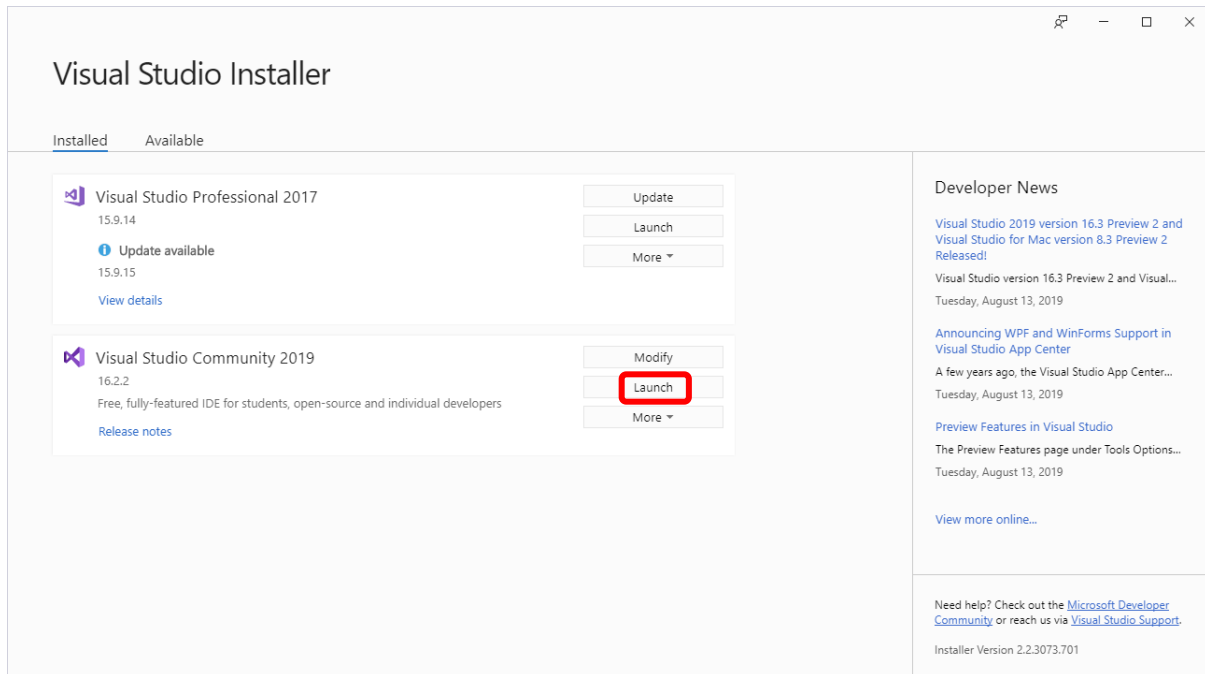 Visual Studio Installer
Installed
Available
Visual Studio Professional 2017
15.9.14
Update available
15.9.15
View details
Update
Launch
More
Visual Studio Community 2019
16.2.2
Free, fully-featured IDE for students, open-source and individual developers
Release notes
Modify
Launch
More
Developer News
Visual Studio 2019 version 16.3 Preview 2 and
Visual Studio for Mac version 8.3 Preview 2
Released!
Visual Studio version 16.3 Preview 2 and Visual...
Tuesday, August 13, 2019
Announcing WPF and WinForms Support in
Visual Studio App Center
A few years ago, the Visual Studio App Center...
Tuesday, August 13, 2019
Preview Features in Visual Studio
The Preview Features page under Tools Options...
Tuesday, August 13, 2019
View more online...
Need help? Check out the Microsoft Developer
Community or reach us via Visual Studio Support.
Installer Version 2.2.3073.701